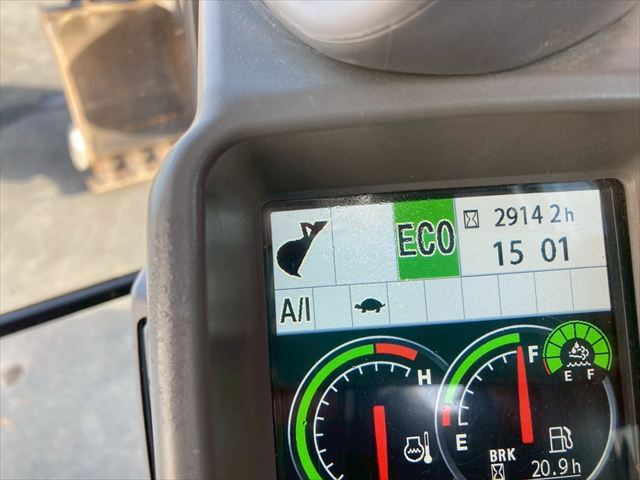 ECO
2914 2h
15 01
A/I
H
F
E F
E
BRK
20.9h